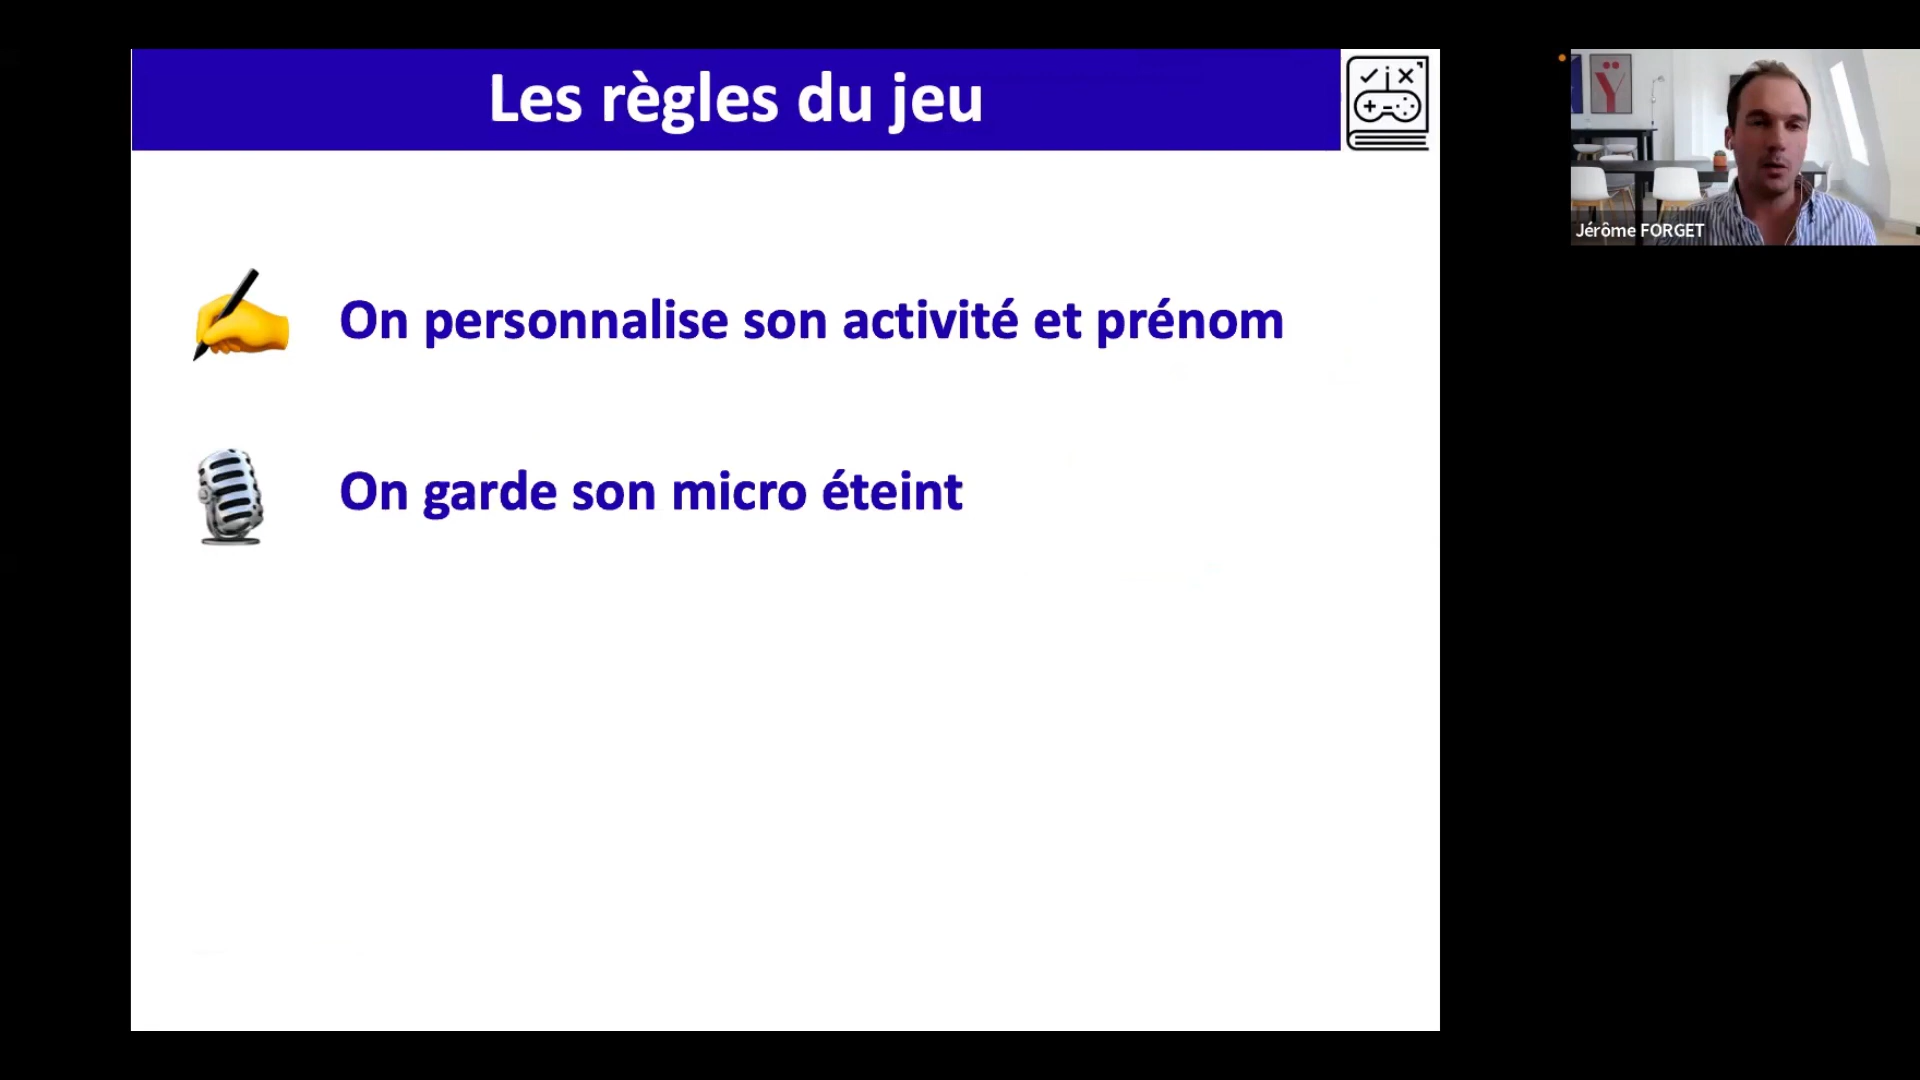 Les règles du jeu
On personnalise son activité et prénom
On garde son micro éteint
Ÿ
Jérôme FORGET